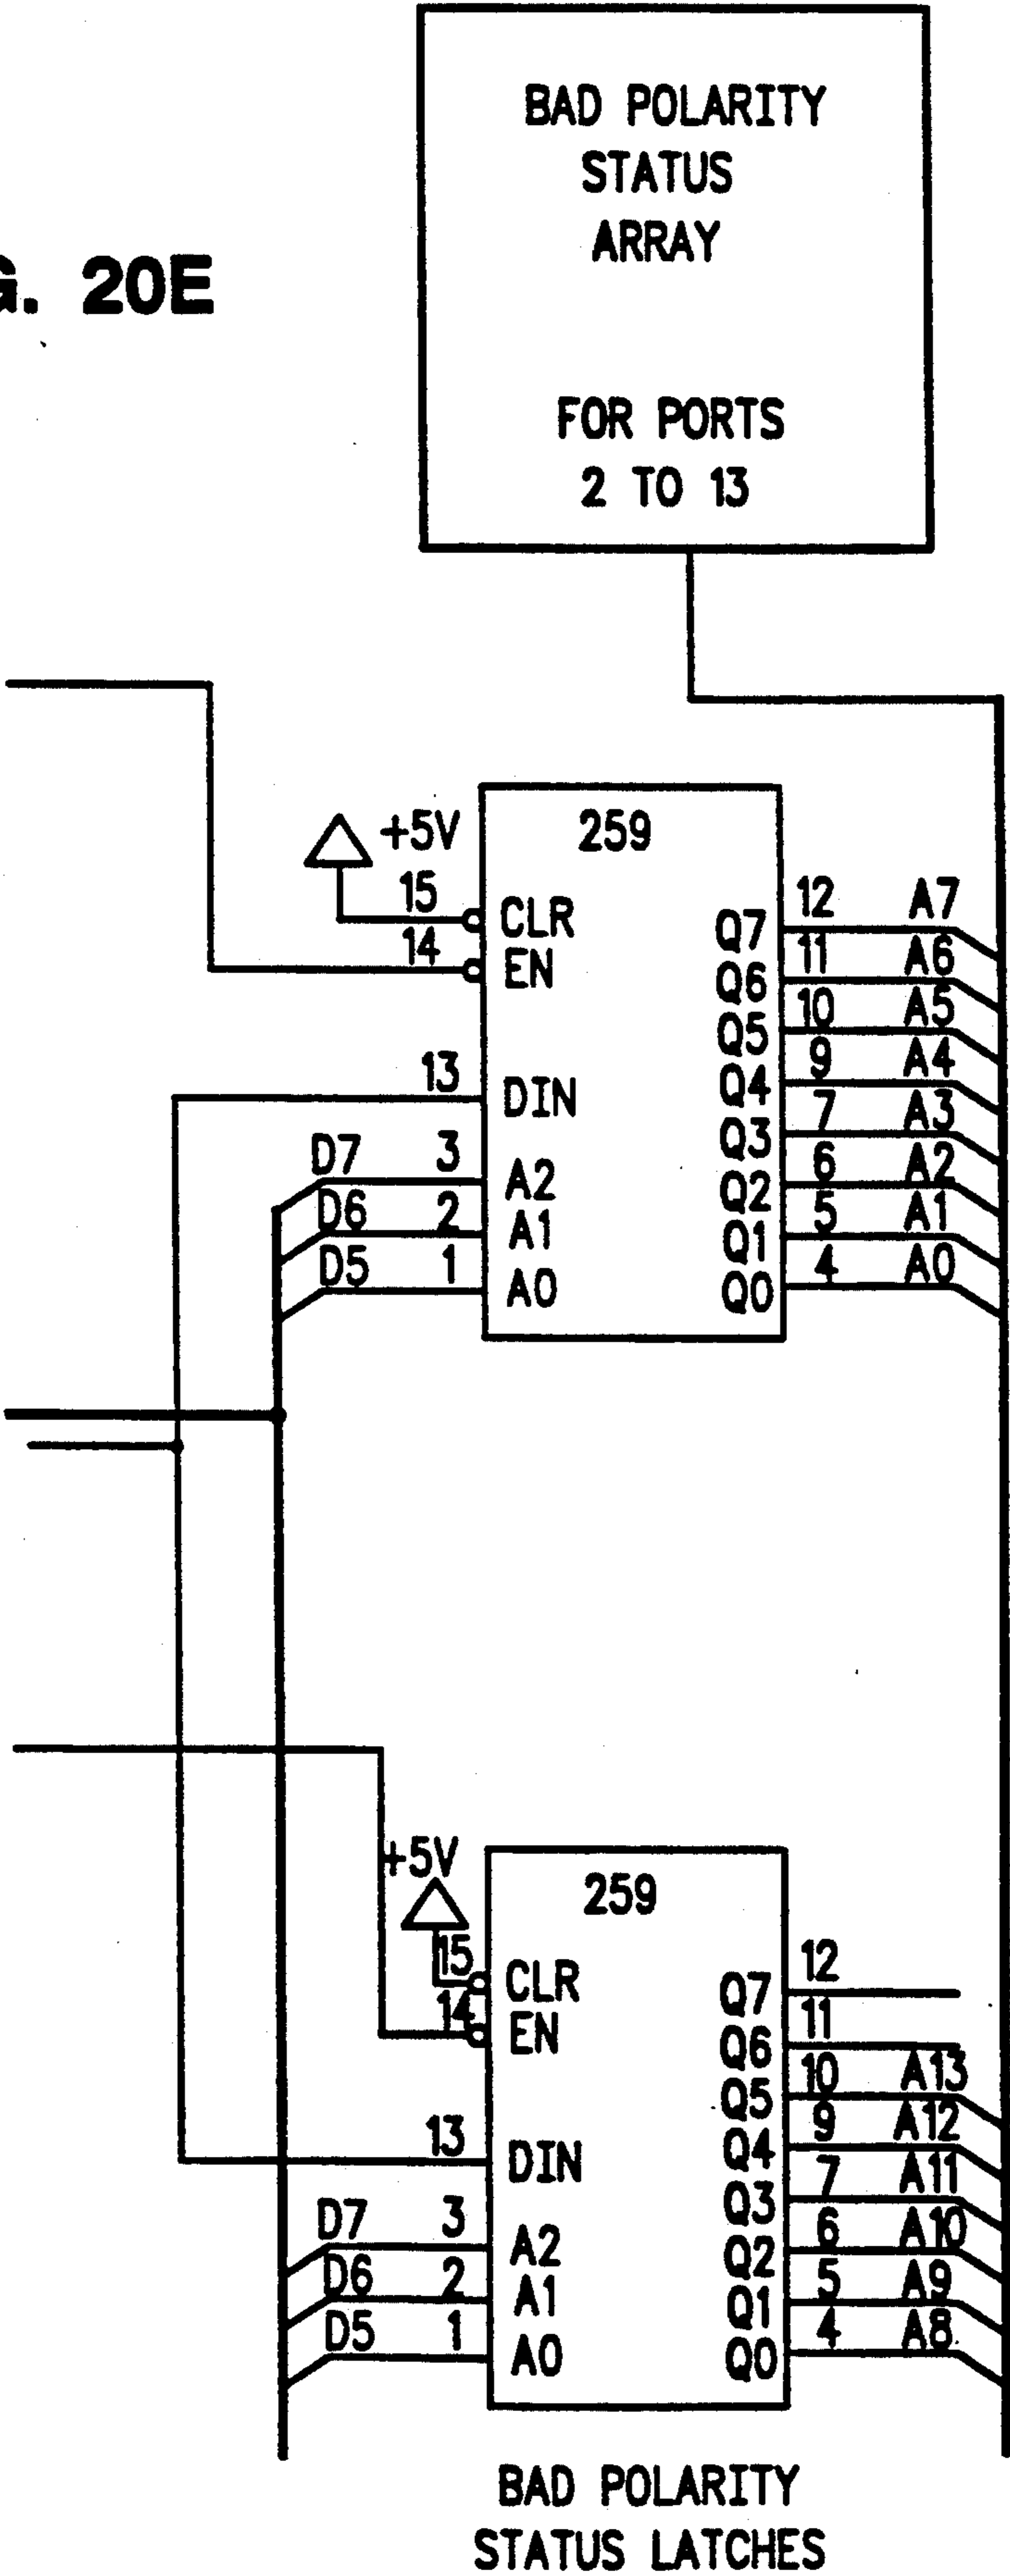 BAD POLARITY
STATUS
ARRAY
G. 20E
FOR PORTS
2 TO 13
+5V
259
15
CLR
14
EN
13
DIN
D7 3 A2
D6 2 A1
D5 1 A0
Q7 12 A7
Q6 11 A6
Q5 10 A5
Q4 9 A4
Q3 7 A3
Q2 6 A2
Q1 5 A1
Q0 4 A0
+5V
259
15
CLR
14
EN
13
DIN
D7 3 A2
D6 2 A1
D5 1 A0
Q7 12
Q6 11
Q5 10 A13
Q4 9 A12
Q3 7 A11
Q2 6 A10
Q1 5 A9
Q0 4 A8
BAD POLARITY
STATUS LATCHES